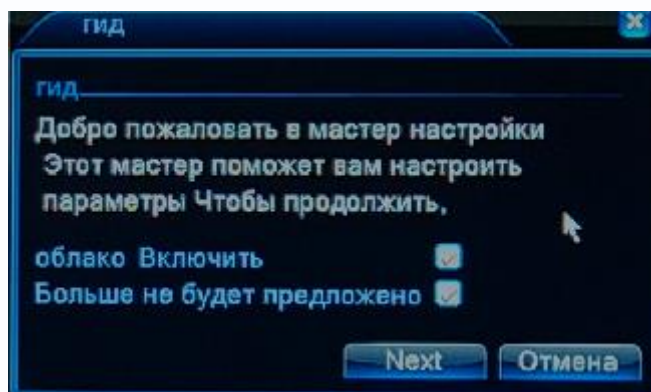 гид
гид
Добро пожаловать в мастер настройки
Этот мастер поможет вам настроить
параметры Чтобы продолжить,
облако Включить
Больше не будет предложено
Next Отмена